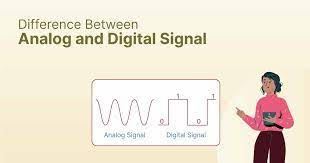 Difference Between
Analog and Digital Signal
1 1
0 0
Analog Signal Digital Signal